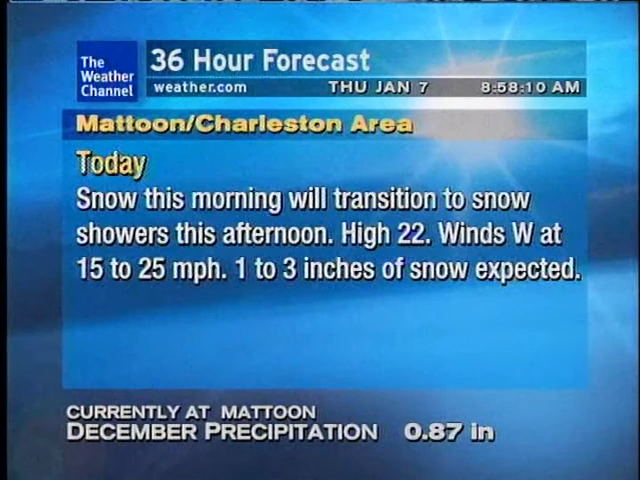 The
Weather
Channel
36 Hour Forecast
weather.com THU JAN 7 8:58:10 AM
Mattoon/Charleston Area
Today
Snow this morning will transition to snow
showers this afternoon. High 22. Winds W at
15 to 25 mph. 1 to 3 inches of snow expected.
CURRENTLY AT MATTOON
DECEMBER PRECIPITATION 0.87 in